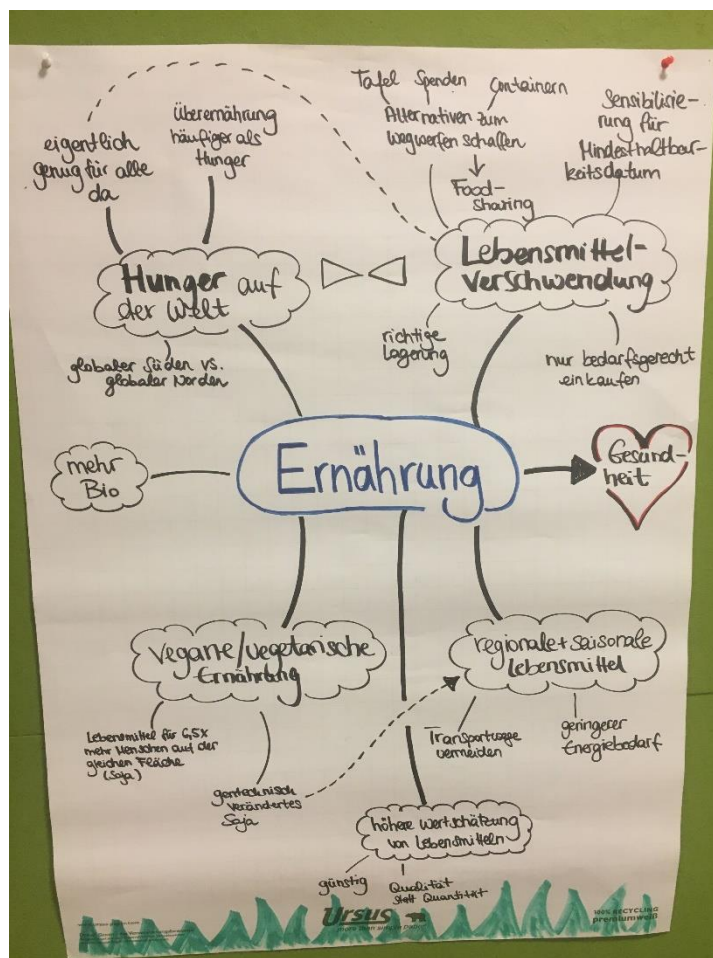 Tafel Spenden Containern
Alternativen zum
wegwerfen schaffen
Food-
sharing
Sensibilisie-
rung für
Mindesthaltbar-
keitsdatum
eigentlich
genug für alle
da
überernährung
häufiger als
Hunger
Hunger auf
der Welt
Lebensmittel-
verschwendung
globaler Süden vs.
globaler Norden
richtige
Lagerung
nur bedarfsgerecht
einkaufen
mehr
Bio
Ernährung
Gesund-
heit
vegane/vegetarische
Ernährung
regionale + saisonale
Lebensmittel
Lebensmittel für 6,5x
mehr Menschen auf der
gleichen Fläche
(Soja)
gentechnisch
verändertes
Soja
Transportwege
vermeiden
geringerer
Energiebedarf
höhere Wertschätzung
von Lebensmitteln
günstig
Qualität
statt Quantität
Ursus
100% RECYCLING
premiumweiß